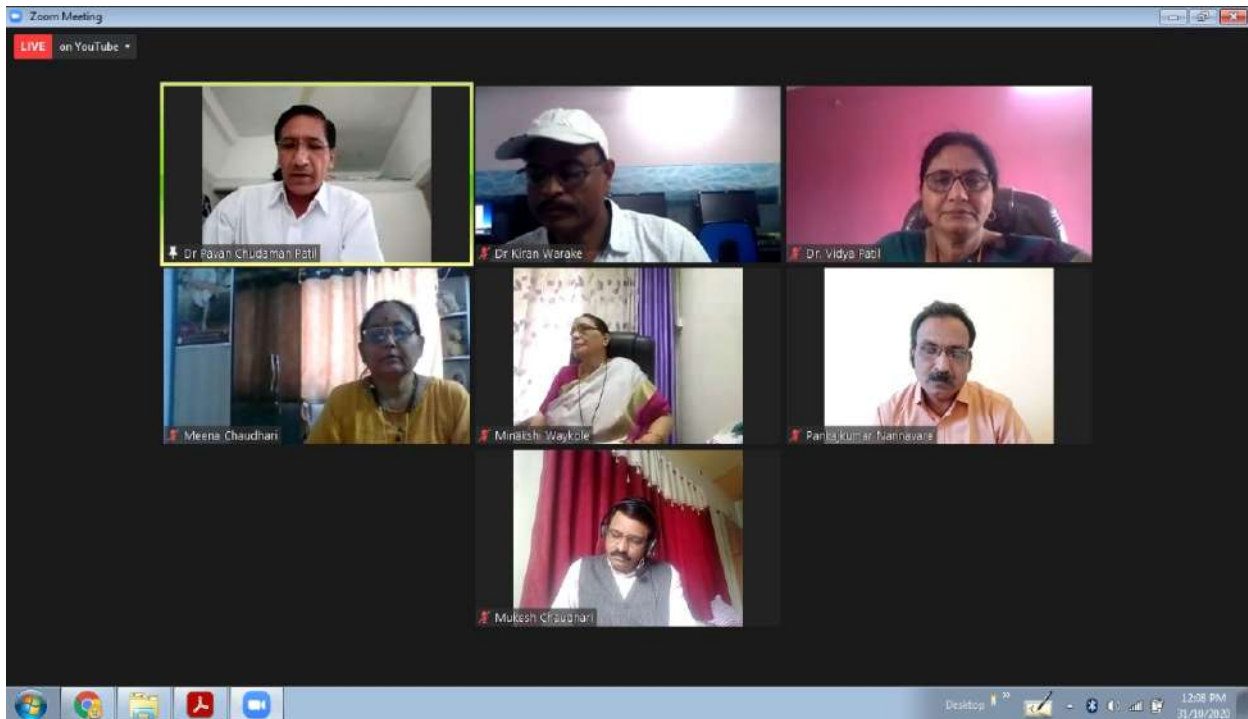 Zoom Meeting
LIVE on YouTube
Dr Pavan Chudaman Patil
Dr Kiran Warake
Dr. Vidya Patil
Meena Chaudhari
Minakshi Waykole
Pankajkumar Nannavare
Mukesh Chaudhari
Desktop
12:08 PM
31/10/2020